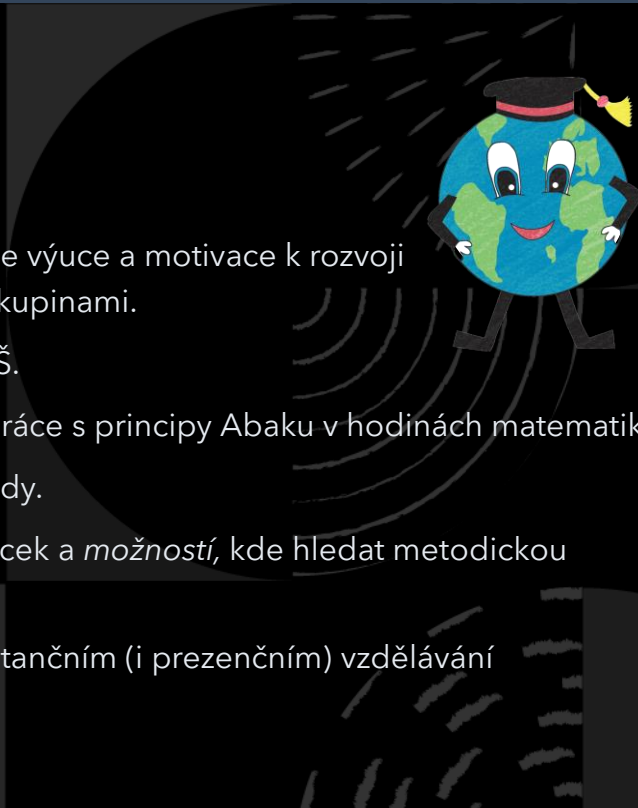 e výuce a motivace k rozvoji
kupinami.
Š.
ráce s principy Abaku v hodinách matematik
dy.
cek a možností, kde hledat metodickou
tančním (i prezenčním) vzdělávání